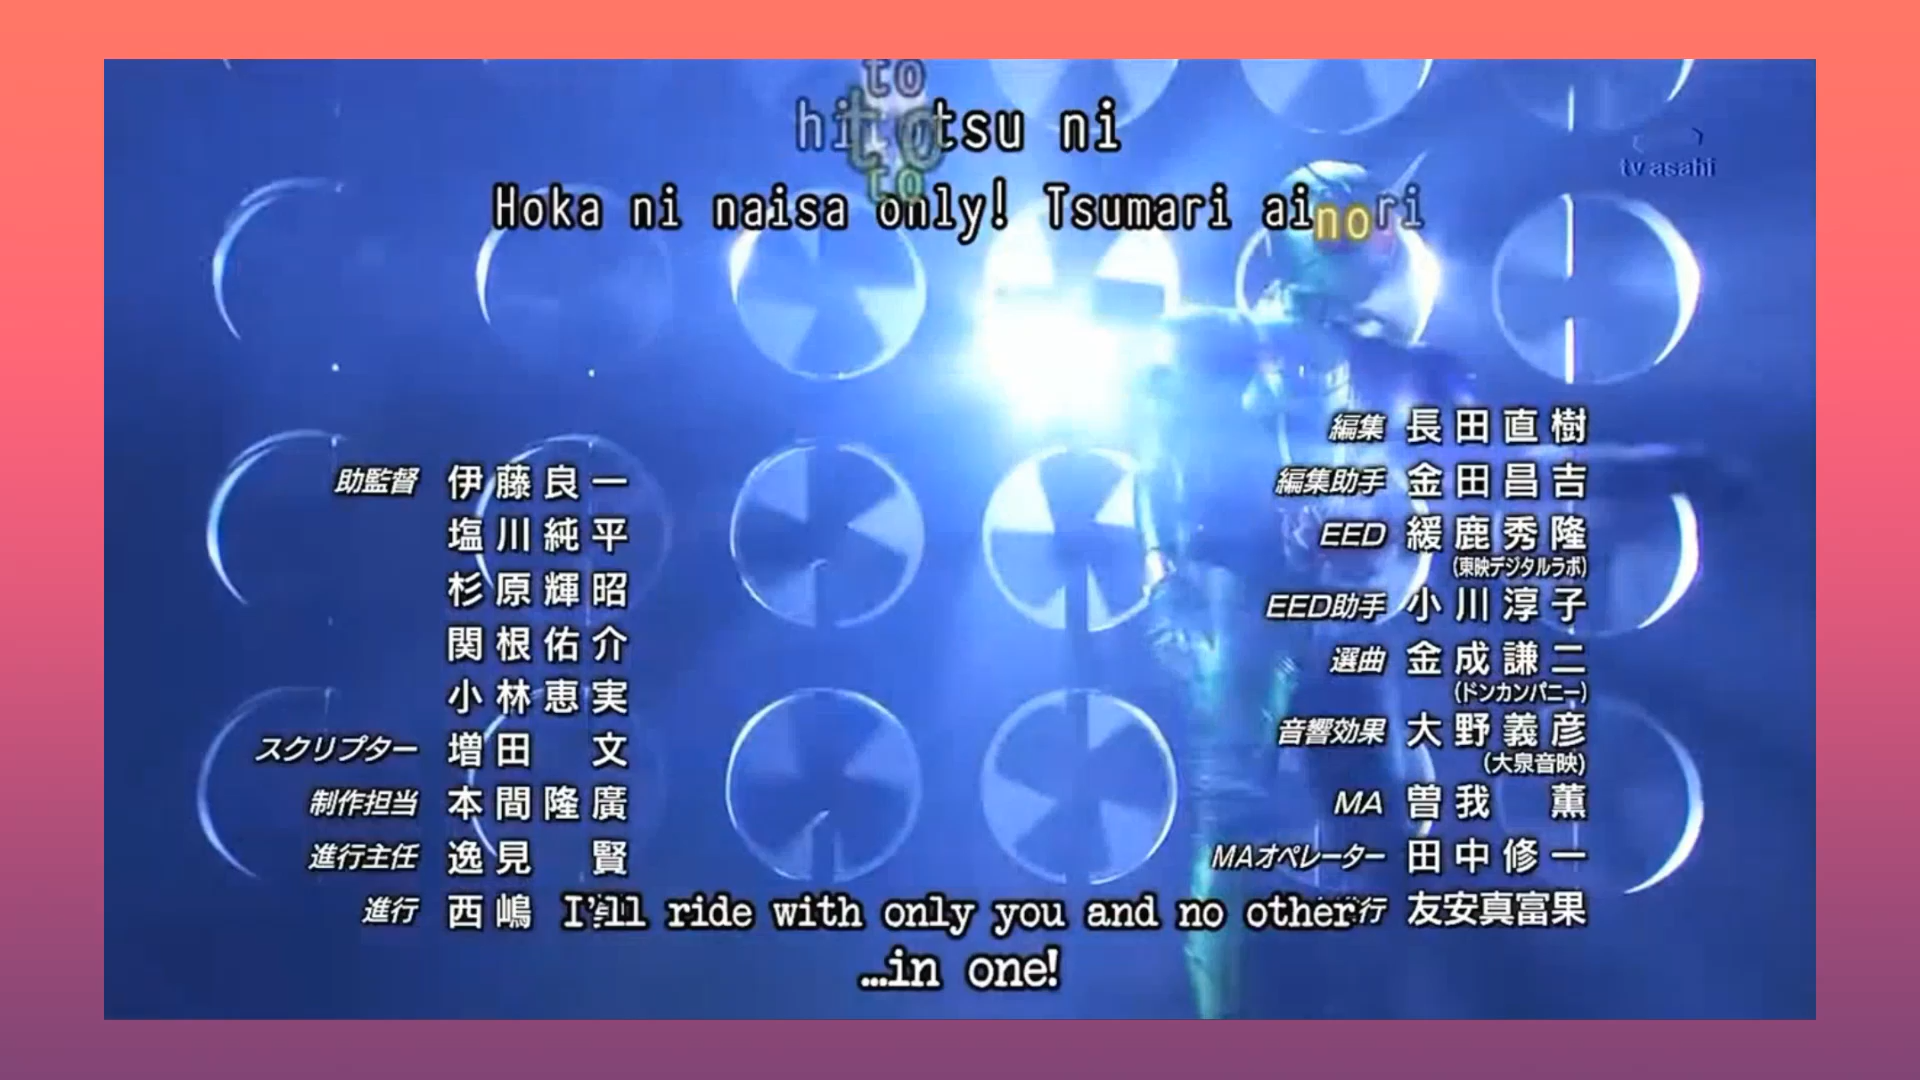 to
hitotsu ni
Hoka ni naisa only! Tsumari ainori
tv asahi
助監督 伊藤良一
塩川純平
杉原輝昭
関根佑介
小林恵実
スクリプター 増田 文
制作担当 本間隆廣
進行主任 逸見 賢
進行 西嶋
編集 長田直樹
編集助手 金田昌吉
EED 緩鹿秀隆
(東映デジタルラボ)
EED助手 小川淳子
選曲 金成謙二
(ドンカンパニー)
音響効果 大野義彦
(大泉音映)
MA 曽我 薫
MAオペレーター 田中修一
行 友安真富果
I'll ride with only you and no other
...in one!